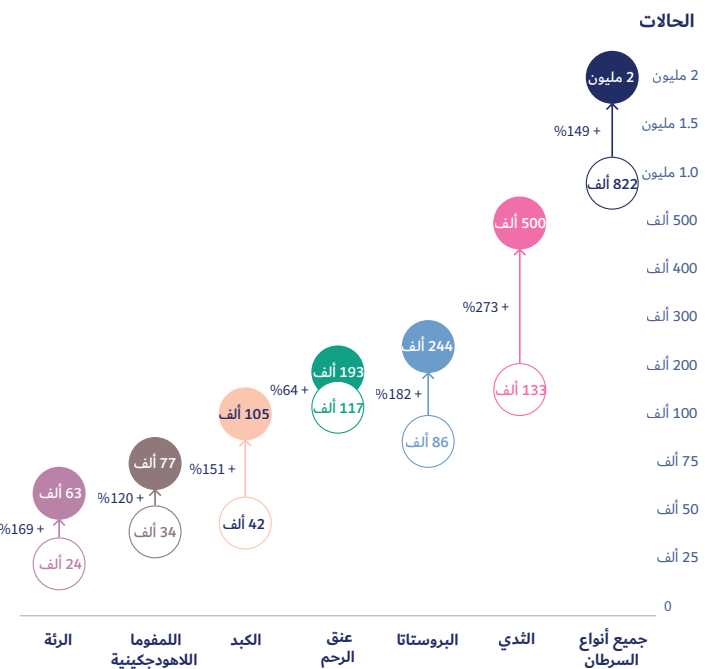 الحالات
2 مليون
1.5 مليون
1.0 مليون
500 ألف
400 ألف
300 ألف
200 ألف
100 ألف
75 ألف
50 ألف
25 ألف
0
2 مليون
%149 +
822 ألف
500 ألف
%273 +
133 ألف
244 ألف
%182 +
86 ألف
193 ألف
%64 +
117 ألف
105 ألف
%151 +
42 ألف
77 ألف
%120 +
34 ألف
63 ألف
%169 +
24 ألف
جميع أنواع
السرطان
الثدي
البروستاتا
عنق
الرحم
الكبد
اللمفوما
اللاهودجكينية
الرئة